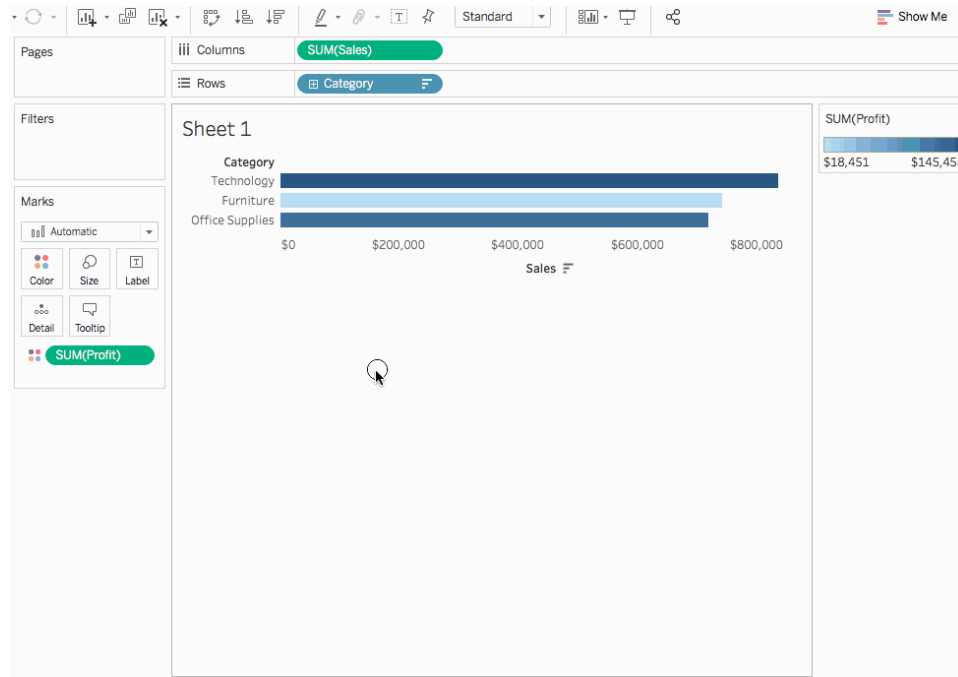 Standard
Show Me
Pages
Columns
SUM(Sales)
Rows
Category
Filters
Marks
Automatic
Color
Size
T
Label
Detail
Tooltip
SUM(Profit)
Sheet 1
Category
Technology
Furniture
Office Supplies
$0 $200,000 $400,000 $600,000 $800,000
Sales
SUM(Profit)
$18,451 $145,45